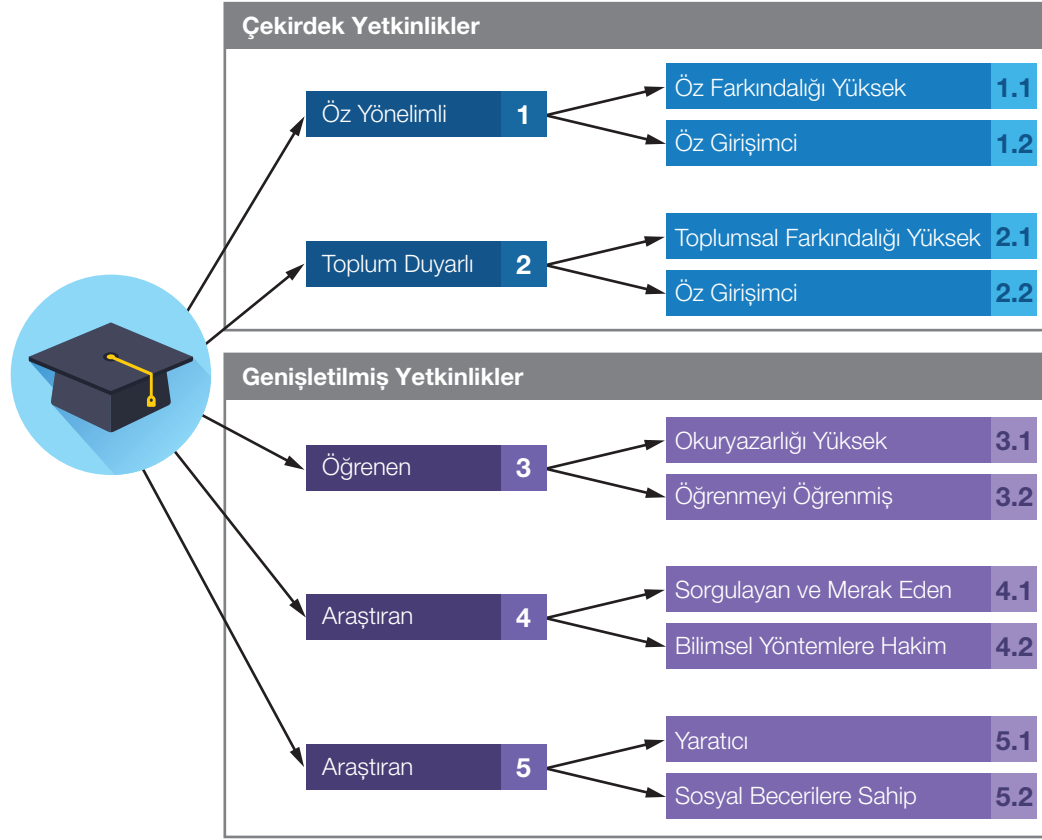 Çekirdek Yetkinlikler
Öz Yönelimli 1
Öz Farkındalığı Yüksek 1.1
Öz Girişimci 1.2
Toplum Duyarlı 2
Toplumsal Farkındalığı Yüksek 2.1
Öz Girişimci 2.2
Genişletilmiş Yetkinlikler
Öğrenen 3
Okuryazarlığı Yüksek 3.1
Öğrenmeyi Öğrenmiş 3.2
Araştıran 4
Sorgulayan ve Merak Eden 4.1
Bilimsel Yöntemlere Hakim 4.2
Araştıran 5
Yaratıcı 5.1
Sosyal Becerilere Sahip 5.2